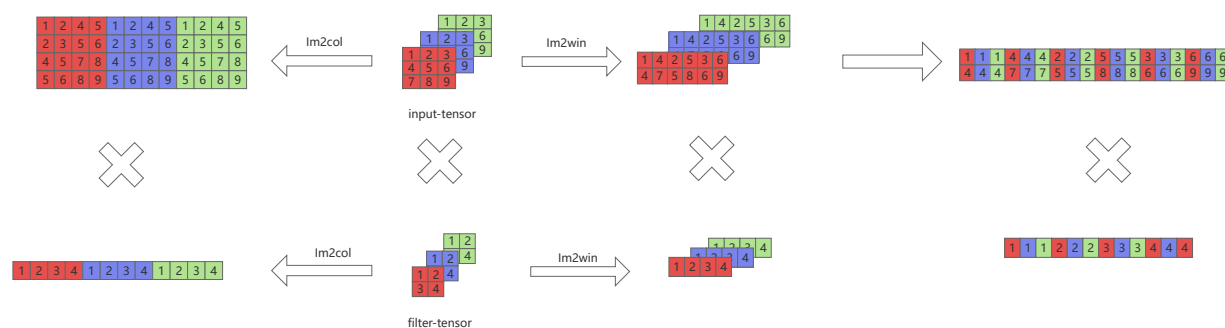 1 2 4 5 1 2 4 5 1 2 4 5
2 3 5 6 2 3 5 6 2 3 5 6
4 5 7 8 4 5 7 8 4 5 7 8
5 6 8 9 5 6 8 9 5 6 8 9
Im2col
1 2 3
1 2 3 6
1 2 3 6 9
4 5 6 9
7 8 9
input-tensor
Im2win
1 4 2 5 3 6
1 4 2 5 3 6 6 9
1 4 2 5 3 6 6 9
4 7 5 8 6 9
1 1 1 4 4 4 2 2 2 5 5 5 3 3 3 6 6 6
4 4 4 7 7 7 5 5 5 8 8 8 6 6 6 9 9 9
1 2 3 4 1 2 3 4 1 2 3 4
Im2col
1 2
1 2 4
1 2 4
3 4
filter-tensor
Im2win
1 2 3 4
1 2 3 4
1 2 3 4
1 1 1 2 2 2 3 3 3 4 4 4